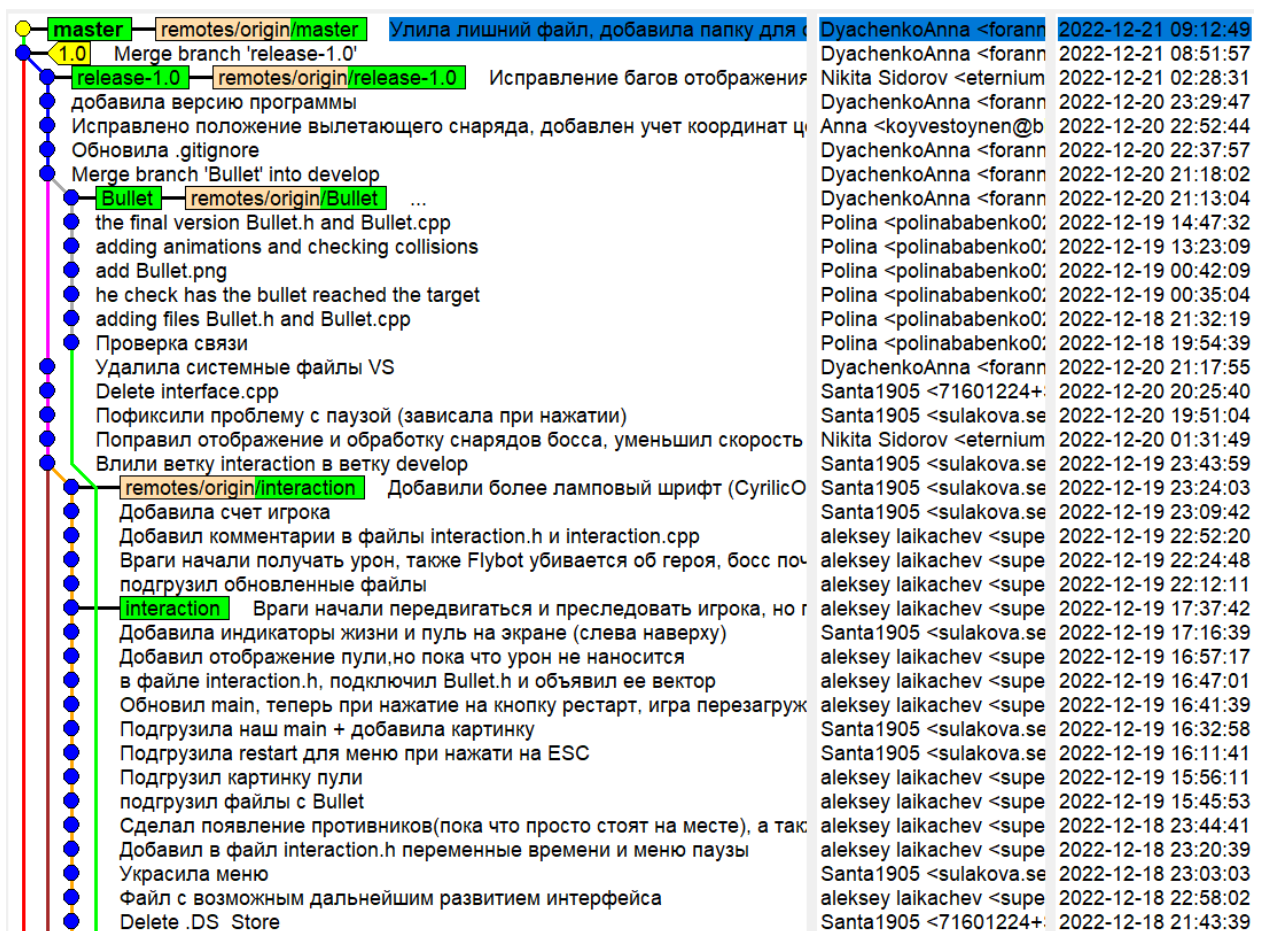 master remotes/origin/master Улила лишний файл, добавила папку для DyachenkoAnna <forann 2022-12-21 09:12:49
1.0 Merge branch 'release-1.0' DyachenkoAnna <forann 2022-12-21 08:51:57
release-1.0 remotes/origin/release-1.0 Исправление багов отображения Nikita Sidorov <eternium 2022-12-21 02:28:31
добавила версию программы DyachenkoAnna <forann 2022-12-20 23:29:47
Исправлено положение вылетающего снаряда, добавлен учет координат Anna <koyvestoynen@b 2022-12-20 22:52:44
Обновила .gitignore DyachenkoAnna <forann 2022-12-20 22:37:57
Merge branch 'Bullet' into develop DyachenkoAnna <forann 2022-12-20 21:18:02
Bullet remotes/origin/Bullet ... DyachenkoAnna <forann 2022-12-20 21:13:04
the final version Bullet.h and Bullet.cpp Polina <polinababenko02 2022-12-19 14:47:32
adding animations and checking collisions Polina <polinababenko02 2022-12-19 13:23:09
add Bullet.png Polina <polinababenko02 2022-12-19 00:42:09
he check has the bullet reached the target Polina <polinababenko02 2022-12-19 00:35:04
adding files Bullet.h and Bullet.cpp Polina <polinababenko02 2022-12-18 21:32:19
Проверка связи Polina <polinababenko02 2022-12-18 19:54:39
Удалила системные файлы VS DyachenkoAnna <forann 2022-12-20 21:17:55
Delete interface.cpp Santa1905 <71601224+ 2022-12-20 20:25:40
Пофиксили проблему с паузой (зависала при нажатии) Santa1905 <sulakova.se 2022-12-20 19:51:04
Поправил отображение и обработку снарядов босса, уменьшил скорость Nikita Sidorov <eternium 2022-12-20 01:31:49
Влили ветку interaction в ветку develop Santa1905 <sulakova.se 2022-12-19 23:43:59
remotes/origin/interaction Добавили более ламповый шрифт (CyrilicO Santa1905 <sulakova.se 2022-12-19 23:24:03
Добавила счет игрока Santa1905 <sulakova.se 2022-12-19 23:09:42
Добавил комментарии в файлы interaction.h и interaction.cpp aleksey laikachev <supe 2022-12-19 22:52:20
Враги начали получать урон, также Flybot убивается об героя, босс поч aleksey laikachev <supe 2022-12-19 22:24:48
подгрузил обновленные файлы aleksey laikachev <supe 2022-12-19 22:12:11
interaction Враги начали передвигаться и преследовать игрока, но aleksey laikachev <supe 2022-12-19 17:37:42
Добавила индикаторы жизни и пуль на экране (слева наверху) Santa1905 <sulakova.se 2022-12-19 17:16:39
Добавил отображение пули,но пока что урон не наносится aleksey laikachev <supe 2022-12-19 16:57:17
в файле interaction.h, подключил Bullet.h и объявил ее вектор aleksey laikachev <supe 2022-12-19 16:47:01
Обновил main, теперь при нажатие на кнопку рестарт, игра перезагруж aleksey laikachev <supe 2022-12-19 16:41:39
Подгрузила наш main + добавила картинку Santa1905 <sulakova.se 2022-12-19 16:32:58
Подгрузила restart для меню при нажати на ESC Santa1905 <sulakova.se 2022-12-19 16:11:41
Подгрузил картинку пули aleksey laikachev <supe 2022-12-19 15:56:11
подгрузил файлы с Bullet aleksey laikachev <supe 2022-12-19 15:45:53
Сделал появление противников(пока что просто стоят на месте), а так aleksey laikachev <supe 2022-12-18 23:44:41
Добавил в файл interaction.h переменные времени и меню паузы aleksey laikachev <supe 2022-12-18 23:20:39
Украсила меню Santa1905 <sulakova.se 2022-12-18 23:03:03
Файл с возможным дальнейшим развитием интерфейса aleksey laikachev <supe 2022-12-18 22:58:02
Delete .DS_Store Santa1905 <71601224+ 2022-12-18 21:43:39